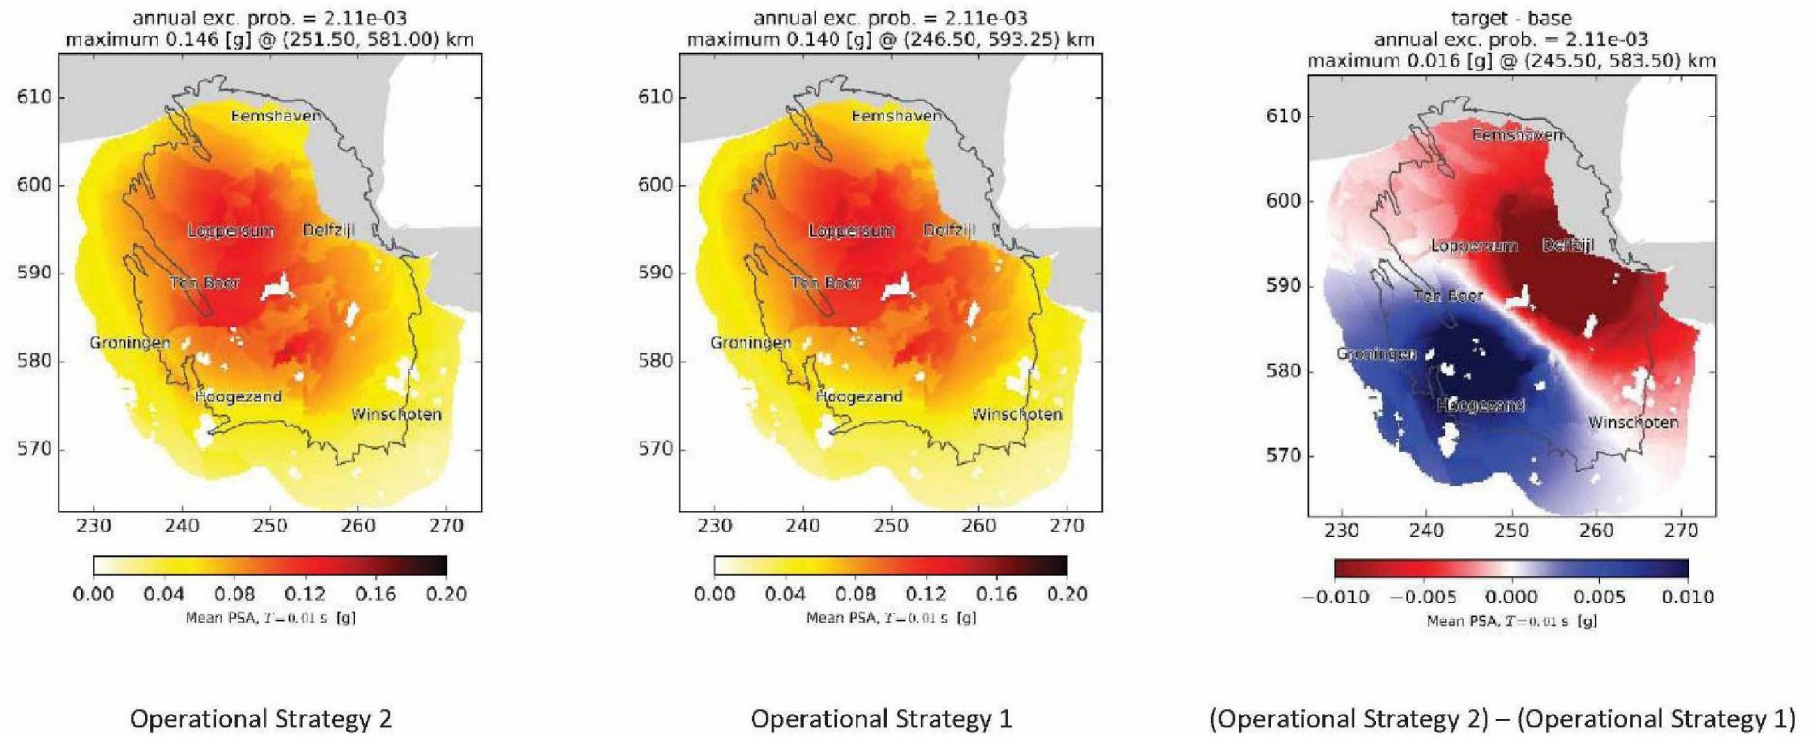 annual exc. prob. = 2.11e-03
maximum 0.146 [g] @ (251.50, 581.00) km
610
600
590
580
570
Eemshaven
Loppersum
Delfzijl
Ten Boer
Groningen
Hoogezand
Winschoten
230 240 250 260 270
0.00 0.04 0.08 0.12 0.16 0.20
Mean PSA, T=0.01 s [g]
Operational Strategy 2
annual exc. prob. = 2.11e-03
maximum 0.140 [g] @ (246.50, 593.25) km
610
600
590
580
570
Eemshaven
Loppersum
Delfzijl
Ten Boer
Groningen
Hoogezand
Winschoten
230 240 250 260 270
0.00 0.04 0.08 0.12 0.16 0.20
Mean PSA, T=0.01 s [g]
Operational Strategy 1
target - base
annual exc. prob. = 2.11e-03
maximum 0.016 [g] @ (245.50, 583.50) km
610
600
590
580
570
Eemshaven
Loppersum
Delfzijl
Ten Boer
Groningen
Hoogezand
Winschoten
230 240 250 260 270
−0.010 −0.005 0.000 0.005 0.010
Mean PSA, T=0.01 s [g]
(Operational Strategy 2) – (Operational Strategy 1)